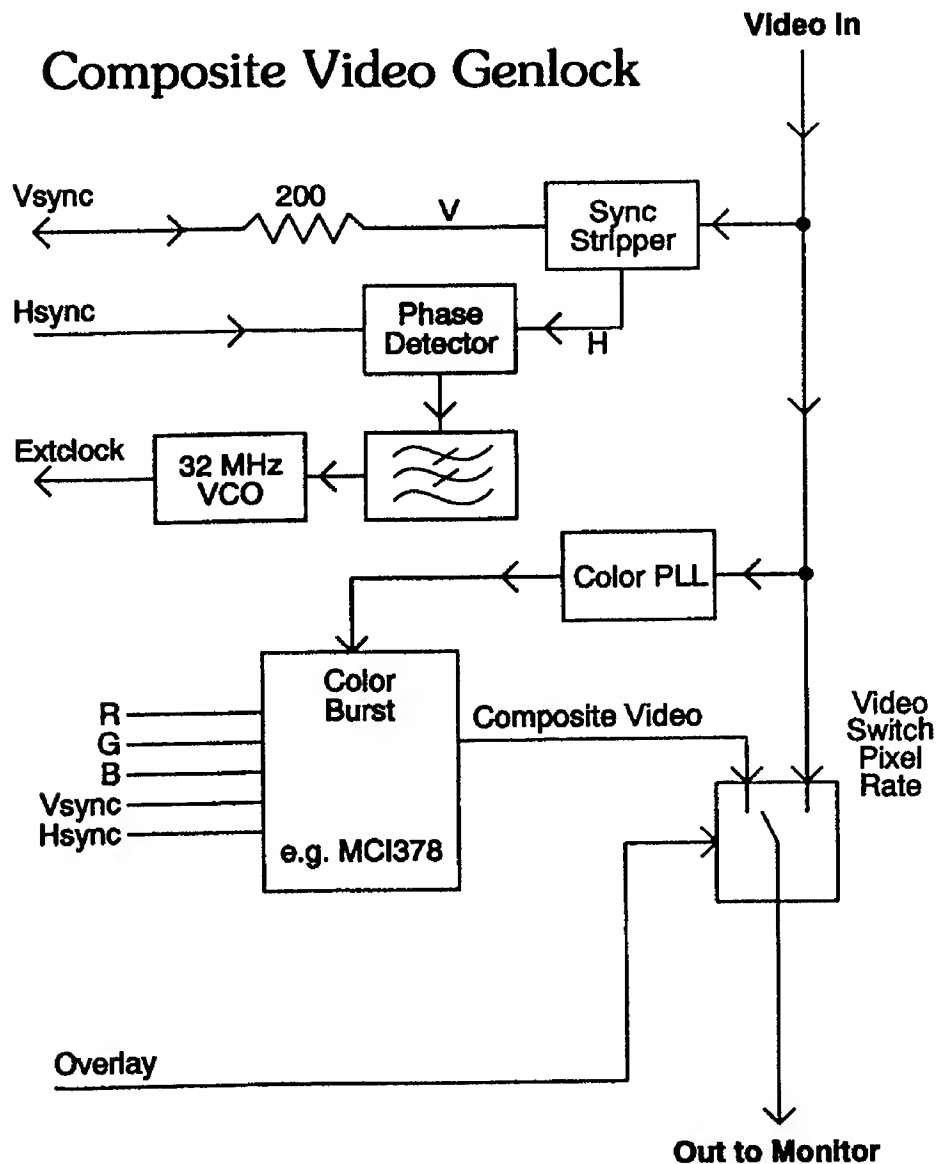 Video In
Composite Video Genlock
Vsync
200
V
Sync
Stripper
Hsync
Phase
Detector
H
Extclock
32 MHz
VCO
Color PLL
Color
Burst
R
G
B
Vsync
Hsync
e.g. MCI378
Composite Video
Video
Switch
Pixel
Rate
Overlay
Out to Monitor